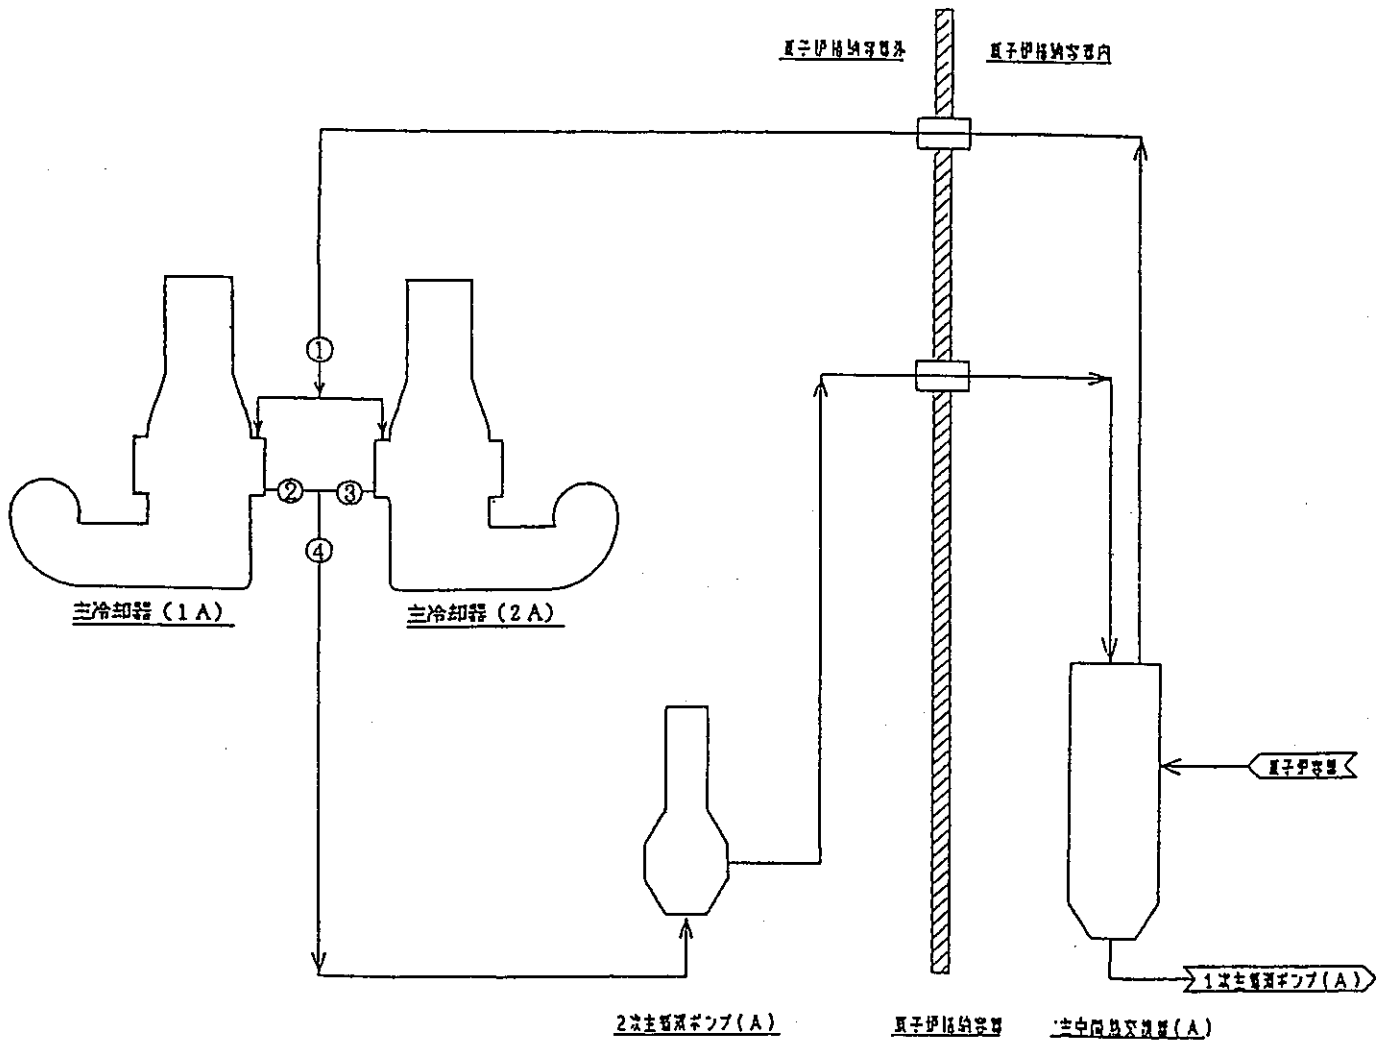 原子炉格納容器外
原子炉格納容器内
①
②
③
④
主冷却器(1A)
主冷却器(2A)
原子炉容器
1次主循環ポンプ(A)
2次主循環ポンプ(A)
原子炉格納容器
主中間熱交換器(A)